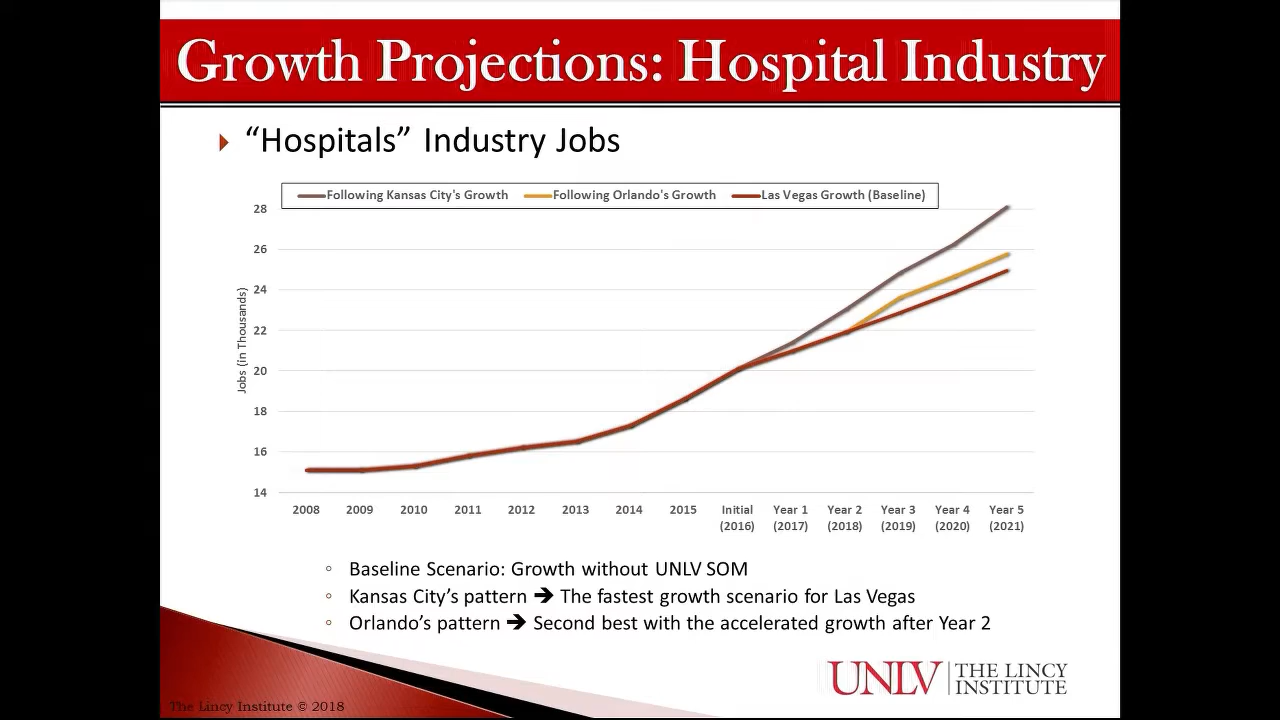 Growth Projections: Hospital Industry
“Hospitals” Industry Jobs
Following Kansas City's Growth Following Orlando's Growth Las Vegas Growth (Baseline)
28
26
24
22
20
18
16
14
Jobs (in Thousands)
2008 2009 2010 2011 2012 2013 2014 2015 Initial Year 1 Year 2 Year 3 Year 4 Year 5
(2016) (2017) (2018) (2019) (2020) (2021)
Baseline Scenario: Growth without UNLV SOM
Kansas City’s pattern ➔ The fastest growth scenario for Las Vegas
Orlando’s pattern ➔ Second best with the accelerated growth after Year 2
UNLV THE LINCY
INSTITUTE
The Lincy Institute © 2018